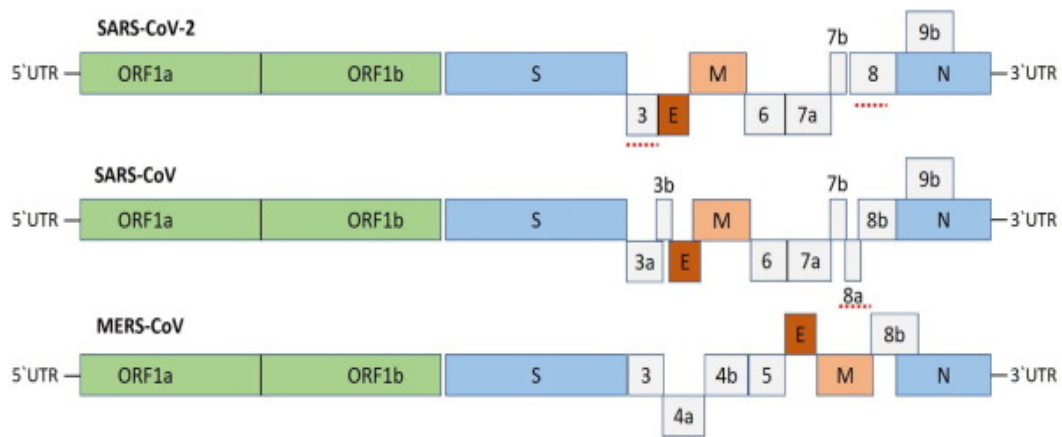 SARS-CoV-2
7b 9b
5`UTR ORF1a ORF1b S M 8 N 3`UTR
3 E 6 7a
SARS-CoV
3b 7b 9b
5`UTR ORF1a ORF1b S M 8b N 3`UTR
3a E 6 7a
8a
MERS-CoV
E 8b
5`UTR ORF1a ORF1b S 3 4b 5 M N 3`UTR
4a